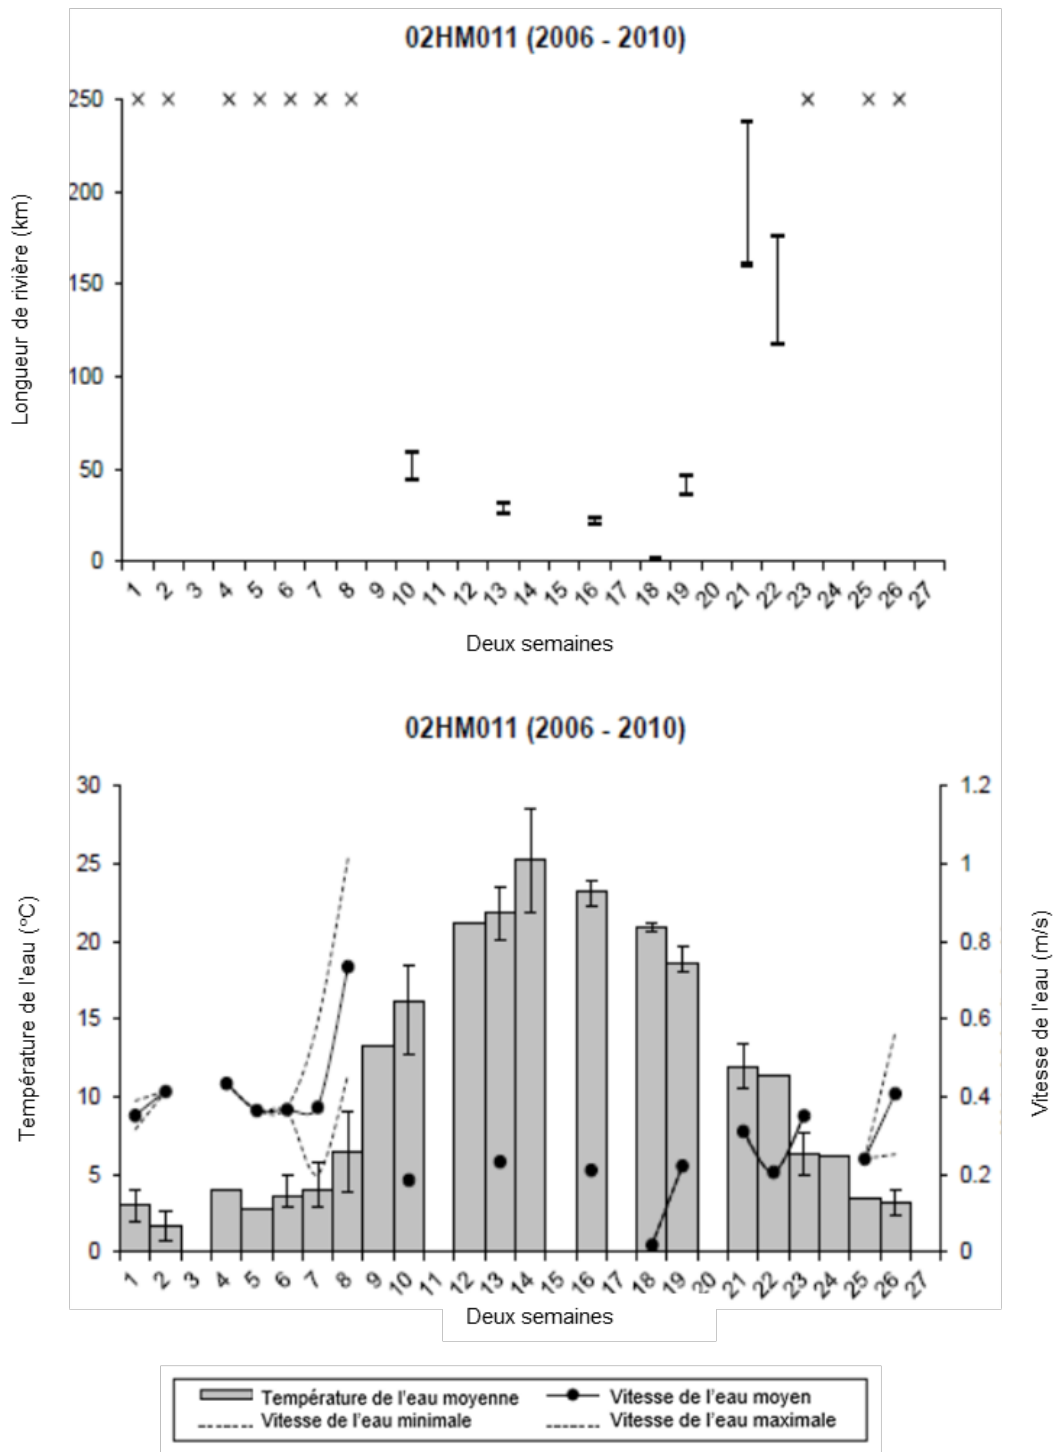 02HM011 (2006 - 2010)
Longueur de rivière (km)
250
200
150
100
50
0
1 2 3 4 5 6 7 8 9 10 11 12 13 14 15 16 17 18 19 20 21 22 23 24 25 26 27
Deux semaines
02HM011 (2006 - 2010)
Température de l'eau (°C)
30
25
20
15
10
5
0
Vitesse de l'eau (m/s)
1.2
1
0.8
0.6
0.4
0.2
0
1 2 3 4 5 6 7 8 9 10 11 12 13 14 15 16 17 18 19 20 21 22 23 24 25 26 27
Deux semaines
Température de l'eau moyenne
Vitesse de l'eau moyen
Vitesse de l'eau minimale
Vitesse de l'eau maximale